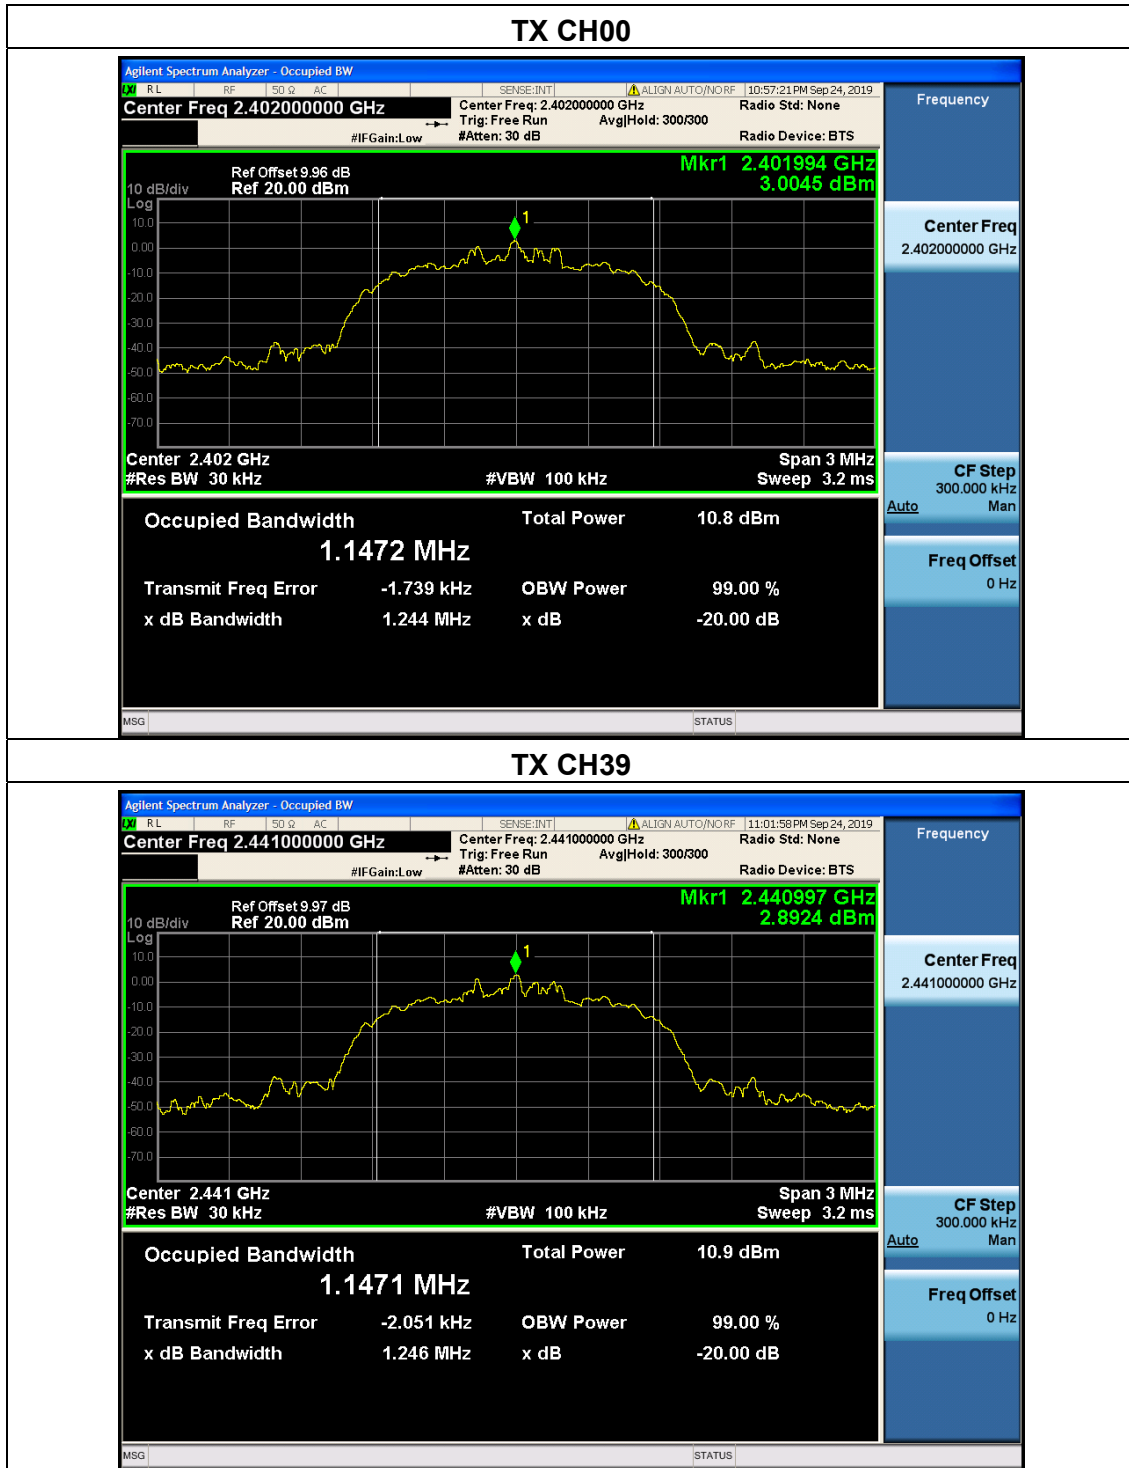 TX CH00
Agilent Spectrum Analyzer - Occupied BW
LXI RL RF 50 Ω AC SENSE:INT ALIGN AUTO/NO RF 10:57:21 PM Sep 24, 2019
Center Freq 2.402000000 GHz
Center Freq: 2.402000000 GHz
Radio Std: None
Trig: Free Run Avg|Hold: 300/300
#IFGain:Low
#Atten: 30 dB
Radio Device: BTS
Frequency
Mkr1 2.401994 GHz
3.0045 dBm
Ref Offset 9.96 dB
10 dB/div Ref 20.00 dBm
Log
10.0
0.00
-10.0
-20.0
-30.0
-40.0
-50.0
-60.0
-70.0
1
Center Freq
2.402000000 GHz
Center 2.402 GHz
Span 3 MHz
#Res BW 30 kHz
#VBW 100 kHz
Sweep 3.2 ms
CF Step
300.000 kHz
Auto Man
Occupied Bandwidth
1.1472 MHz
Total Power 10.8 dBm
Transmit Freq Error -1.739 kHz
OBW Power 99.00 %
x dB Bandwidth 1.244 MHz
x dB -20.00 dB
Freq Offset
0 Hz
MSG
STATUS
TX CH39
Agilent Spectrum Analyzer - Occupied BW
LXI RL RF 50 Ω AC SENSE:INT ALIGN AUTO/NO RF 11:01:58 PM Sep 24, 2019
Center Freq 2.441000000 GHz
Center Freq: 2.441000000 GHz
Radio Std: None
Trig: Free Run Avg|Hold: 300/300
#IFGain:Low
#Atten: 30 dB
Radio Device: BTS
Frequency
Mkr1 2.440997 GHz
2.8924 dBm
Ref Offset 9.97 dB
10 dB/div Ref 20.00 dBm
Log
10.0
0.00
-10.0
-20.0
-30.0
-40.0
-50.0
-60.0
-70.0
1
Center Freq
2.441000000 GHz
Center 2.441 GHz
Span 3 MHz
#Res BW 30 kHz
#VBW 100 kHz
Sweep 3.2 ms
CF Step
300.000 kHz
Auto Man
Occupied Bandwidth
1.1471 MHz
Total Power 10.9 dBm
Transmit Freq Error -2.051 kHz
OBW Power 99.00 %
x dB Bandwidth 1.246 MHz
x dB -20.00 dB
Freq Offset
0 Hz
MSG
STATUS